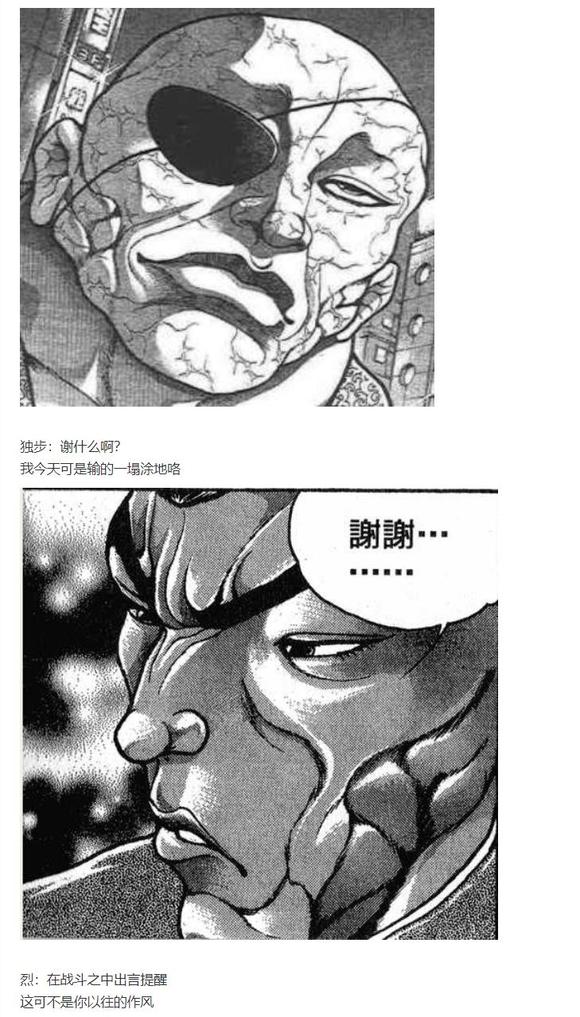 独步：谢什么啊？
我今天可是输的一塌涂地咯
謝謝……
………
烈：在战斗之中出言提醒
这可不是你以往的作风